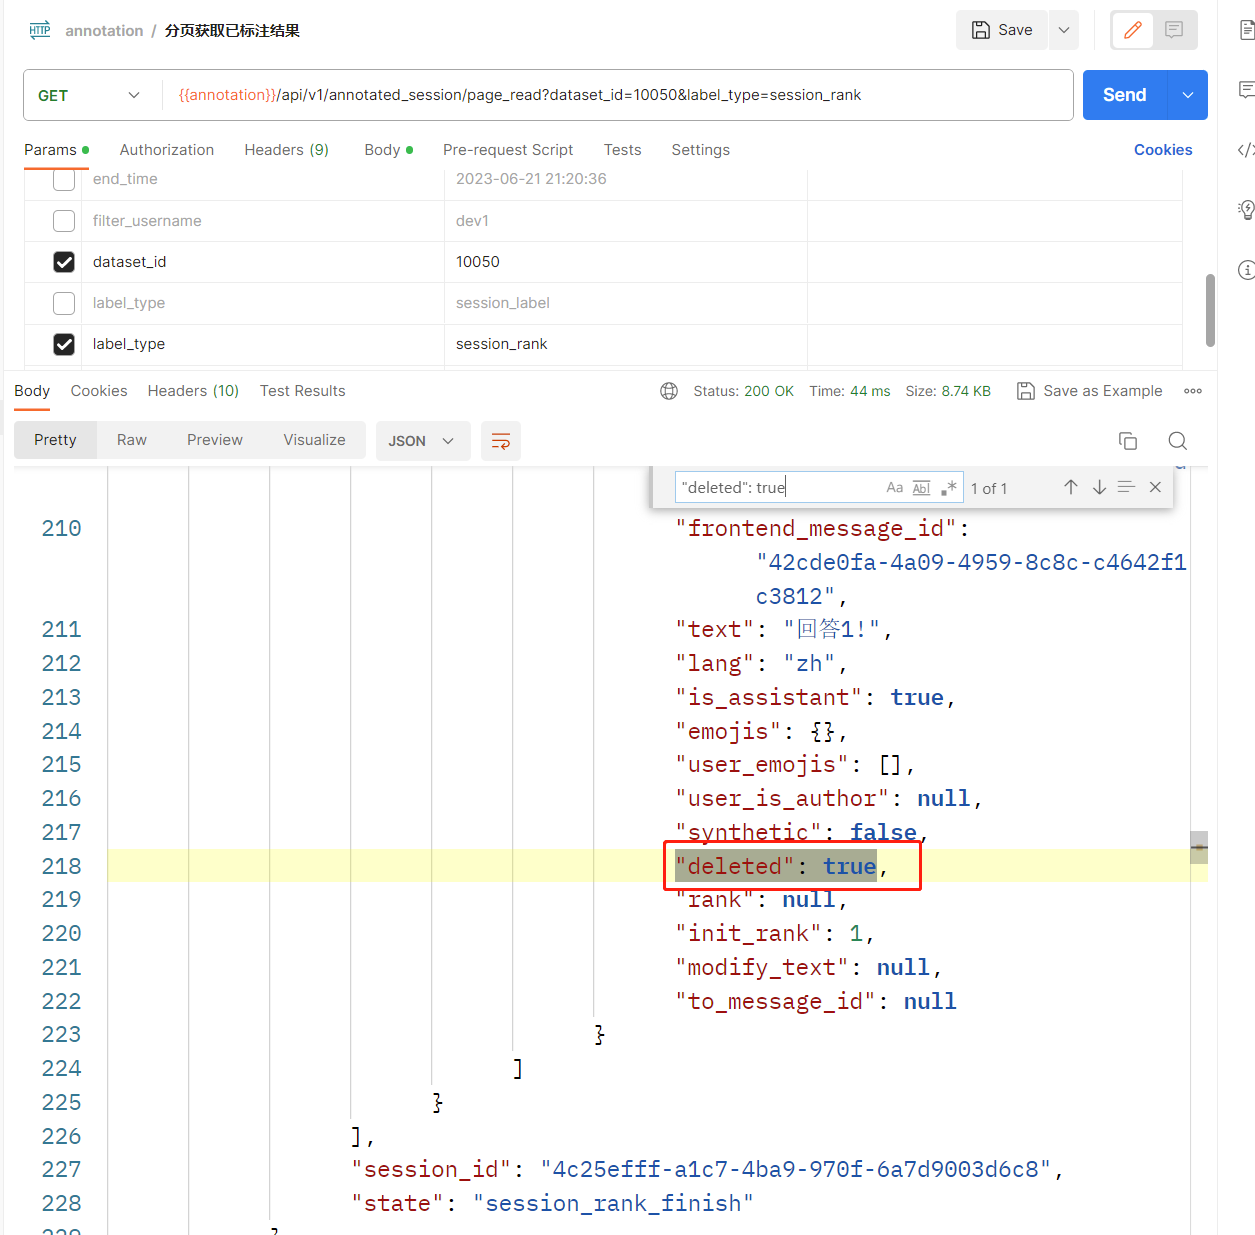 HTTP annotation / 分页获取已标注结果 Save
GET {{annotation}}/api/v1/annotated_session/page_read?dataset_id=10050&label_type=session_rank Send
Params Authorization Headers (9) Body Pre-request Script Tests Settings Cookies
end_time 2023-06-21 21:20:36
filter_username dev1
dataset_id 10050
label_type session_label
label_type session_rank
Body Cookies Headers (10) Test Results Status: 200 OK Time: 44 ms Size: 8.74 KB Save as Example
Pretty Raw Preview Visualize JSON
"deleted": true Aa Abl .* 1 of 1
210 "frontend_message_id":
"42cde0fa-4a09-4959-8c8c-c4642f1
c3812",
211 "text": "回答1!",
212 "lang": "zh",
213 "is_assistant": true,
214 "emojis": {},
215 "user_emojis": [],
216 "user_is_author": null,
217 "synthetic": false,
218 "deleted": true,
219 "rank": null,
220 "init_rank": 1,
221 "modify_text": null,
222 "to_message_id": null
223 }
224 ]
225 }
226 ],
227 "session_id": "4c25efff-a1c7-4ba9-970f-6a7d9003d6c8",
228 "state": "session_rank_finish"
229 }